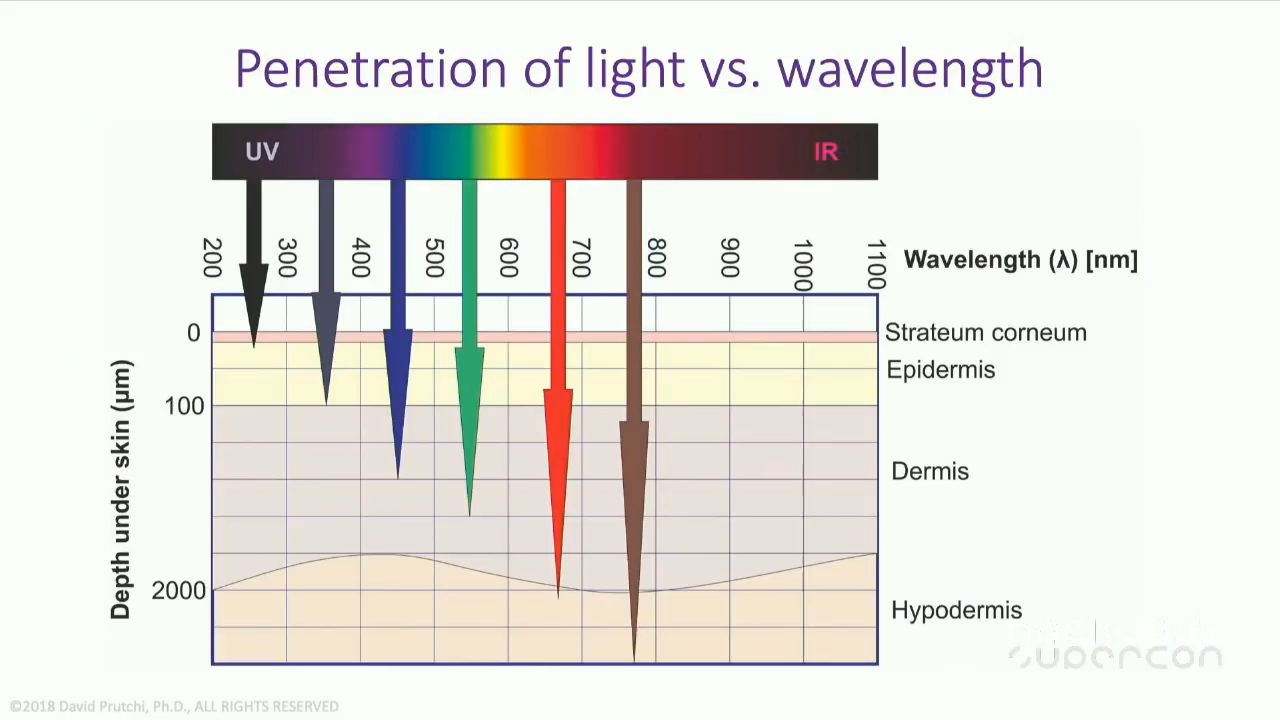 Penetration of light vs. wavelength
UV
IR
200
300
400
500
600
700
800
900
1000
1100
Wavelength (λ) [nm]
Depth under skin (µm)
0
100
2000
Strateum corneum
Epidermis
Dermis
Hypodermis
supercon
©2018 David Prutchi, Ph.D., ALL RIGHTS RESERVED